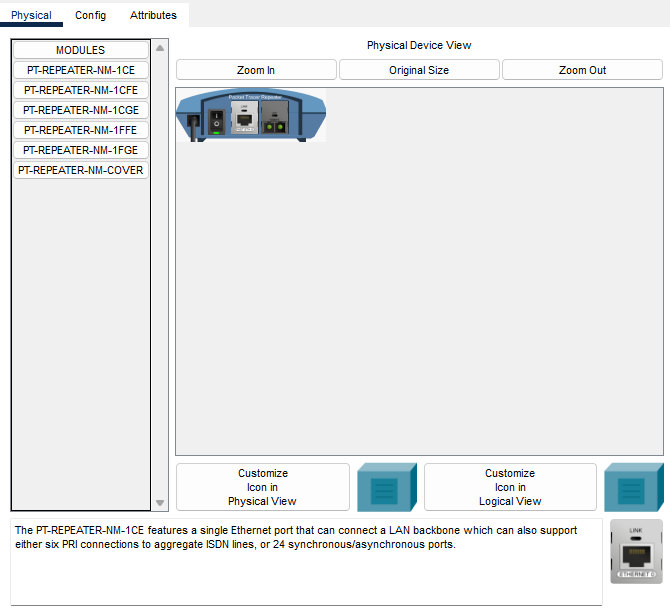 Physical
Config
Attributes
MODULES
PT-REPEATER-NM-1CE
PT-REPEATER-NM-1CFE
PT-REPEATER-NM-1CGE
PT-REPEATER-NM-1FFE
PT-REPEATER-NM-1FGE
PT-REPEATER-NM-COVER
Physical Device View
Zoom In
Original Size
Zoom Out
Packet Tracer Repeater
LINK
Customize
Icon in
Physical View
Customize
Icon in
Logical View
The PT-REPEATER-NM-1CE features a single Ethernet port that can connect a LAN backbone which can also support
either six PRI connections to aggregate ISDN lines, or 24 synchronous/asynchronous ports.
LINK
ETHERNET 0